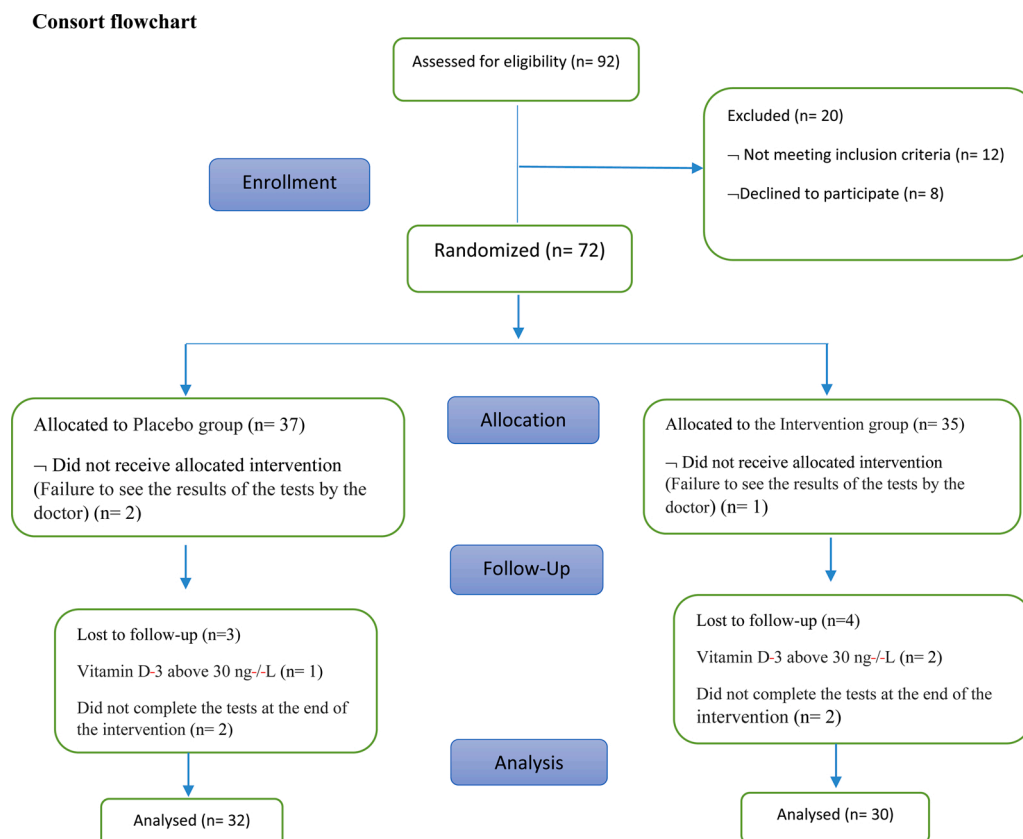 Consort flowchart
Assessed for eligibility (n= 92)
Excluded (n= 20)
¬ Not meeting inclusion criteria (n= 12)
¬Declined to participate (n= 8)
Enrollment
Randomized (n= 72)
Allocation
Allocated to Placebo group (n= 37)
¬ Did not receive allocated intervention
(Failure to see the results of the tests by the
doctor) (n= 2)
Allocated to the Intervention group (n= 35)
¬ Did not receive allocated intervention
(Failure to see the results of the tests by the
doctor) (n= 1)
Follow-Up
Lost to follow-up (n=3)
Vitamin D-3 above 30 ng-/-L (n= 1)
Did not complete the tests at the end of
the intervention (n= 2)
Lost to follow-up (n=4)
Vitamin D-3 above 30 ng-/-L (n= 2)
Did not complete the tests at the end of the
intervention (n= 2)
Analysis
Analysed (n= 32)
Analysed (n= 30)